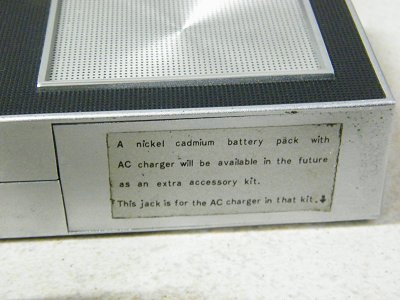 A nickel cadmium battery pack with
AC charger will be available in the future
as an extra accessory kit.
This jack is for the AC charger in that kit.↓